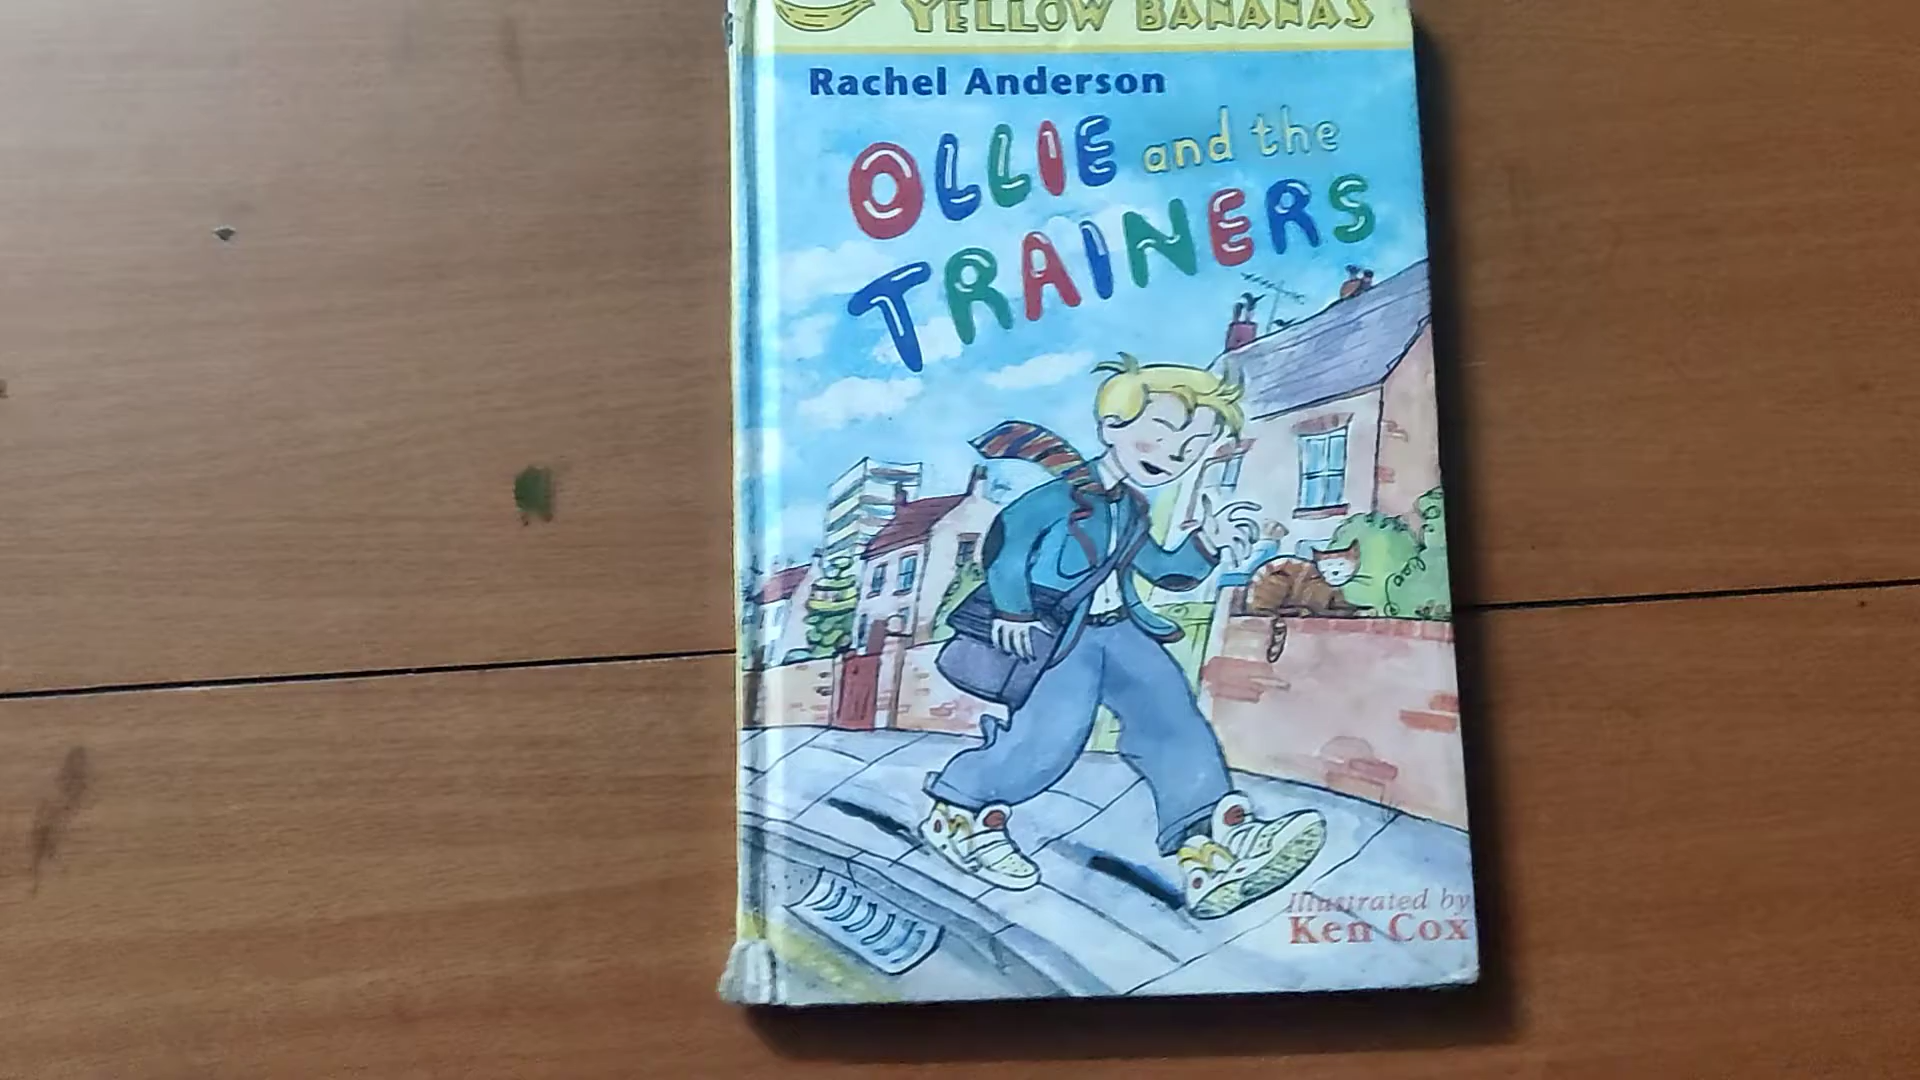 YELLOW BANANAS
Rachel Anderson
OLLIE and the
TRAINERS
Illustrated by
Ken Cox